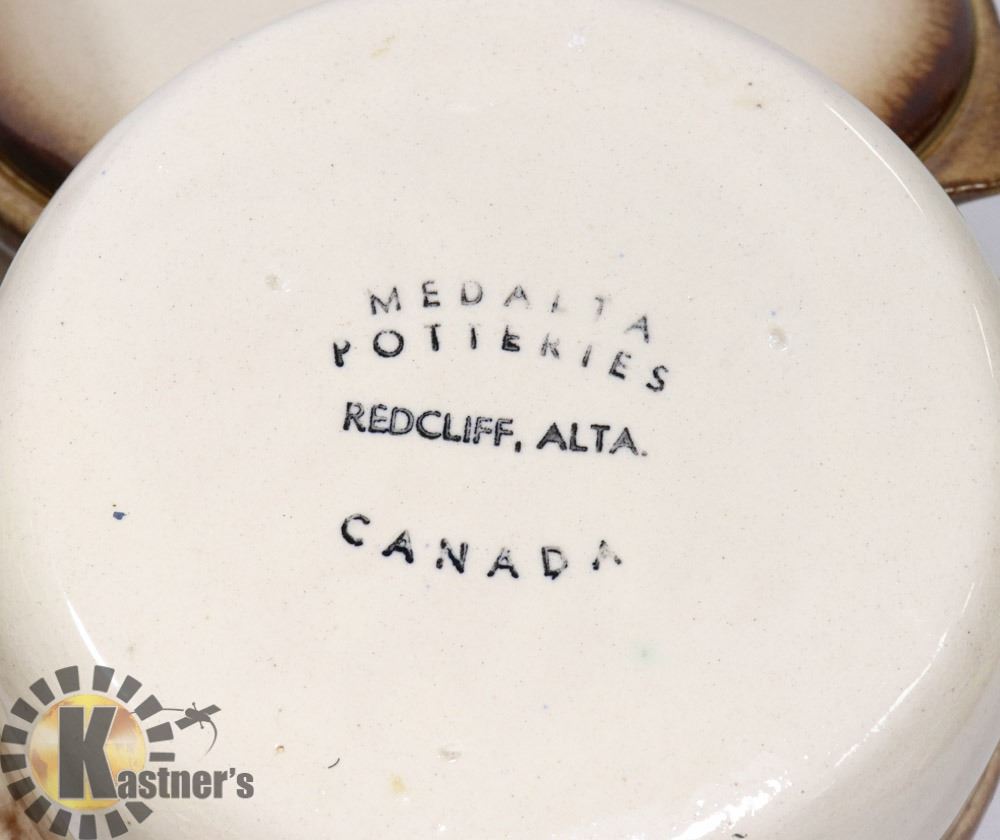 MEDALTA
POTTERIES
REDCLIFF, ALTA.
CANADA
KASTNER'S